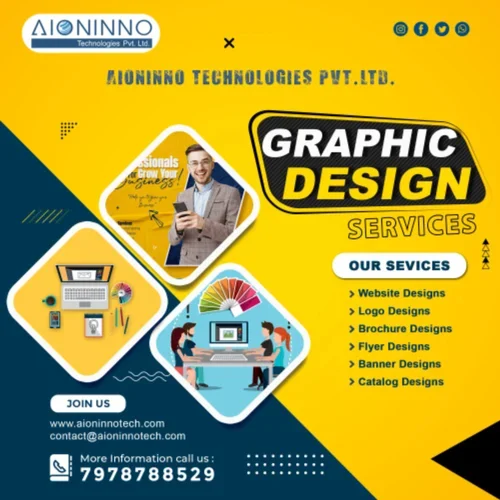 AIONINNO
Technologies Pvt. Ltd.
AIONINNO TECHNOLOGIES PVT.LTD.
GRAPHIC
DESIGN
SERVICES
Grow Your
Business!
OUR SEVICES
Website Designs
Logo Designs
Brochure Designs
Flyer Designs
Banner Designs
Catalog Designs
JOIN US
www.aioninnotech.com
contact@aioninnotech.com
More Information call us :
7978788529